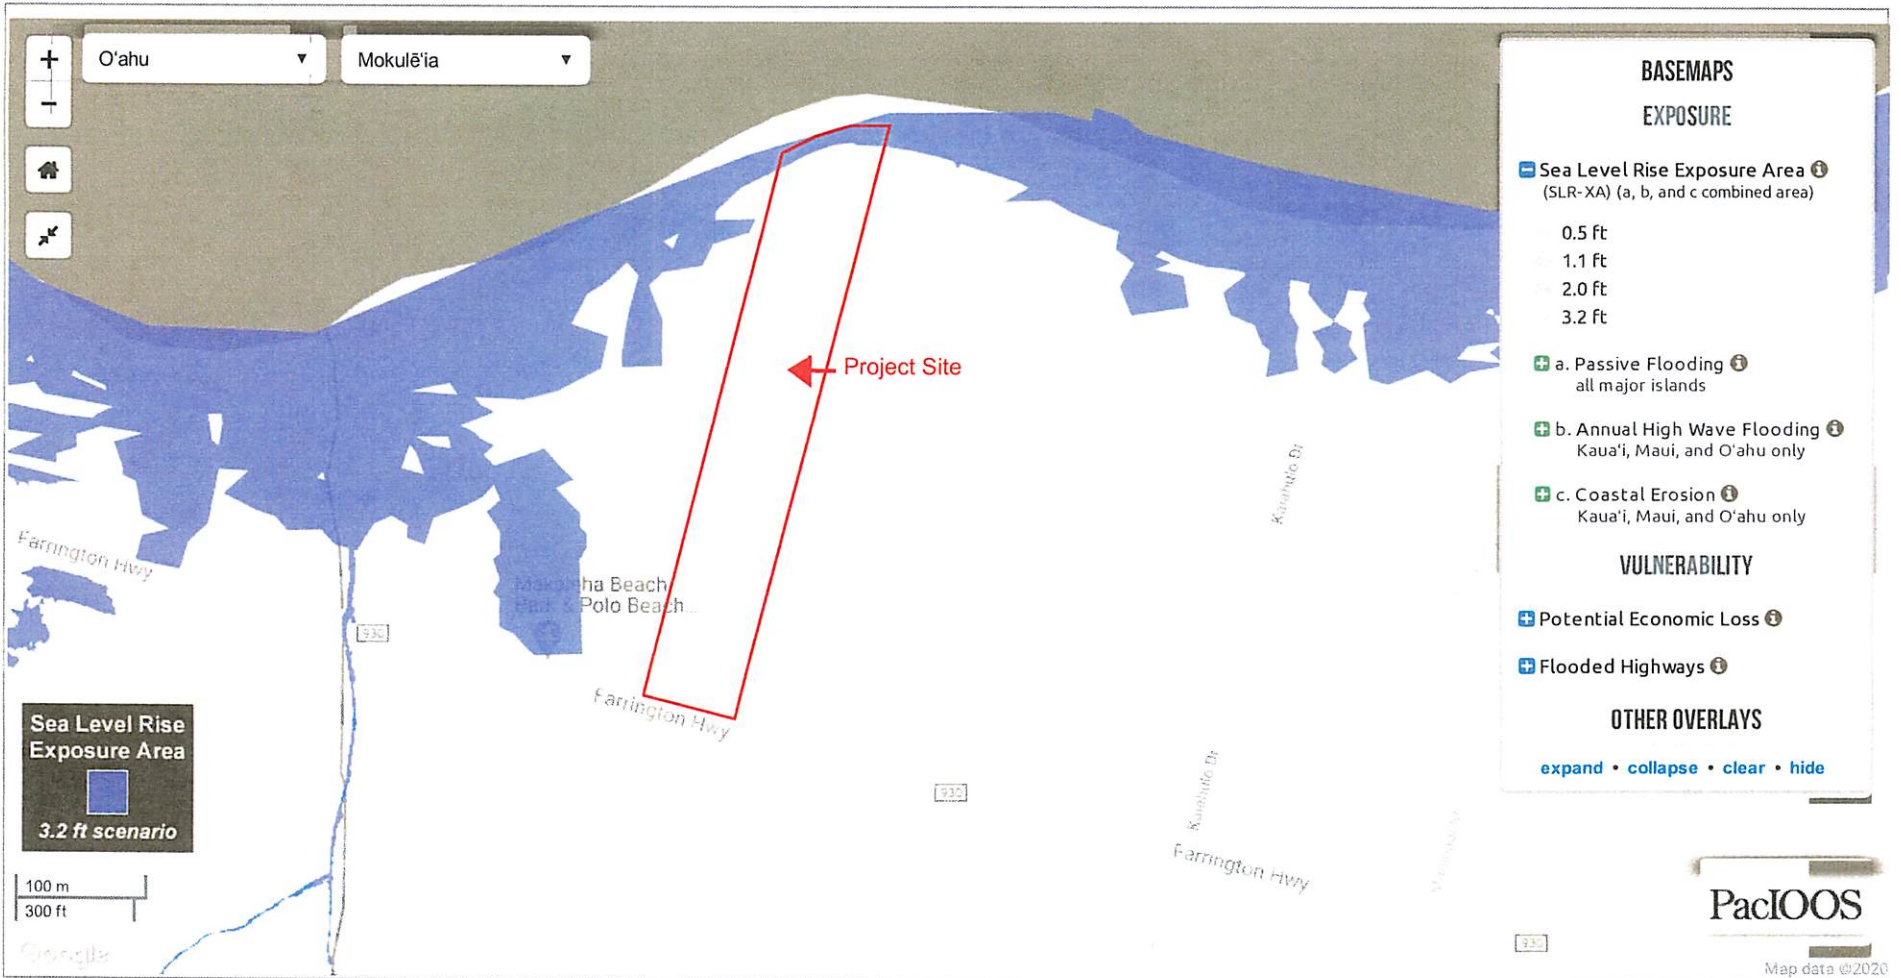 +
−
O‘ahu ▼
Mokulē‘ia ▼
BASEMAPS
EXPOSURE
Sea Level Rise Exposure Area
(SLR-XA) (a, b, and c combined area)
0.5 ft
1.1 ft
2.0 ft
3.2 ft
a. Passive Flooding
all major islands
b. Annual High Wave Flooding
Kaua‘i, Maui, and O‘ahu only
c. Coastal Erosion
Kaua‘i, Maui, and O‘ahu only
VULNERABILITY
Potential Economic Loss
Flooded Highways
OTHER OVERLAYS
expand • collapse • clear • hide
Project Site
Farrington Hwy
Beach
Polo Beach...
930
Farrington Hwy
930
Farrington Hwy
930
Sea Level Rise
Exposure Area
3.2 ft scenario
100 m
300 ft
Google
PacIOOS
Map data ©2020